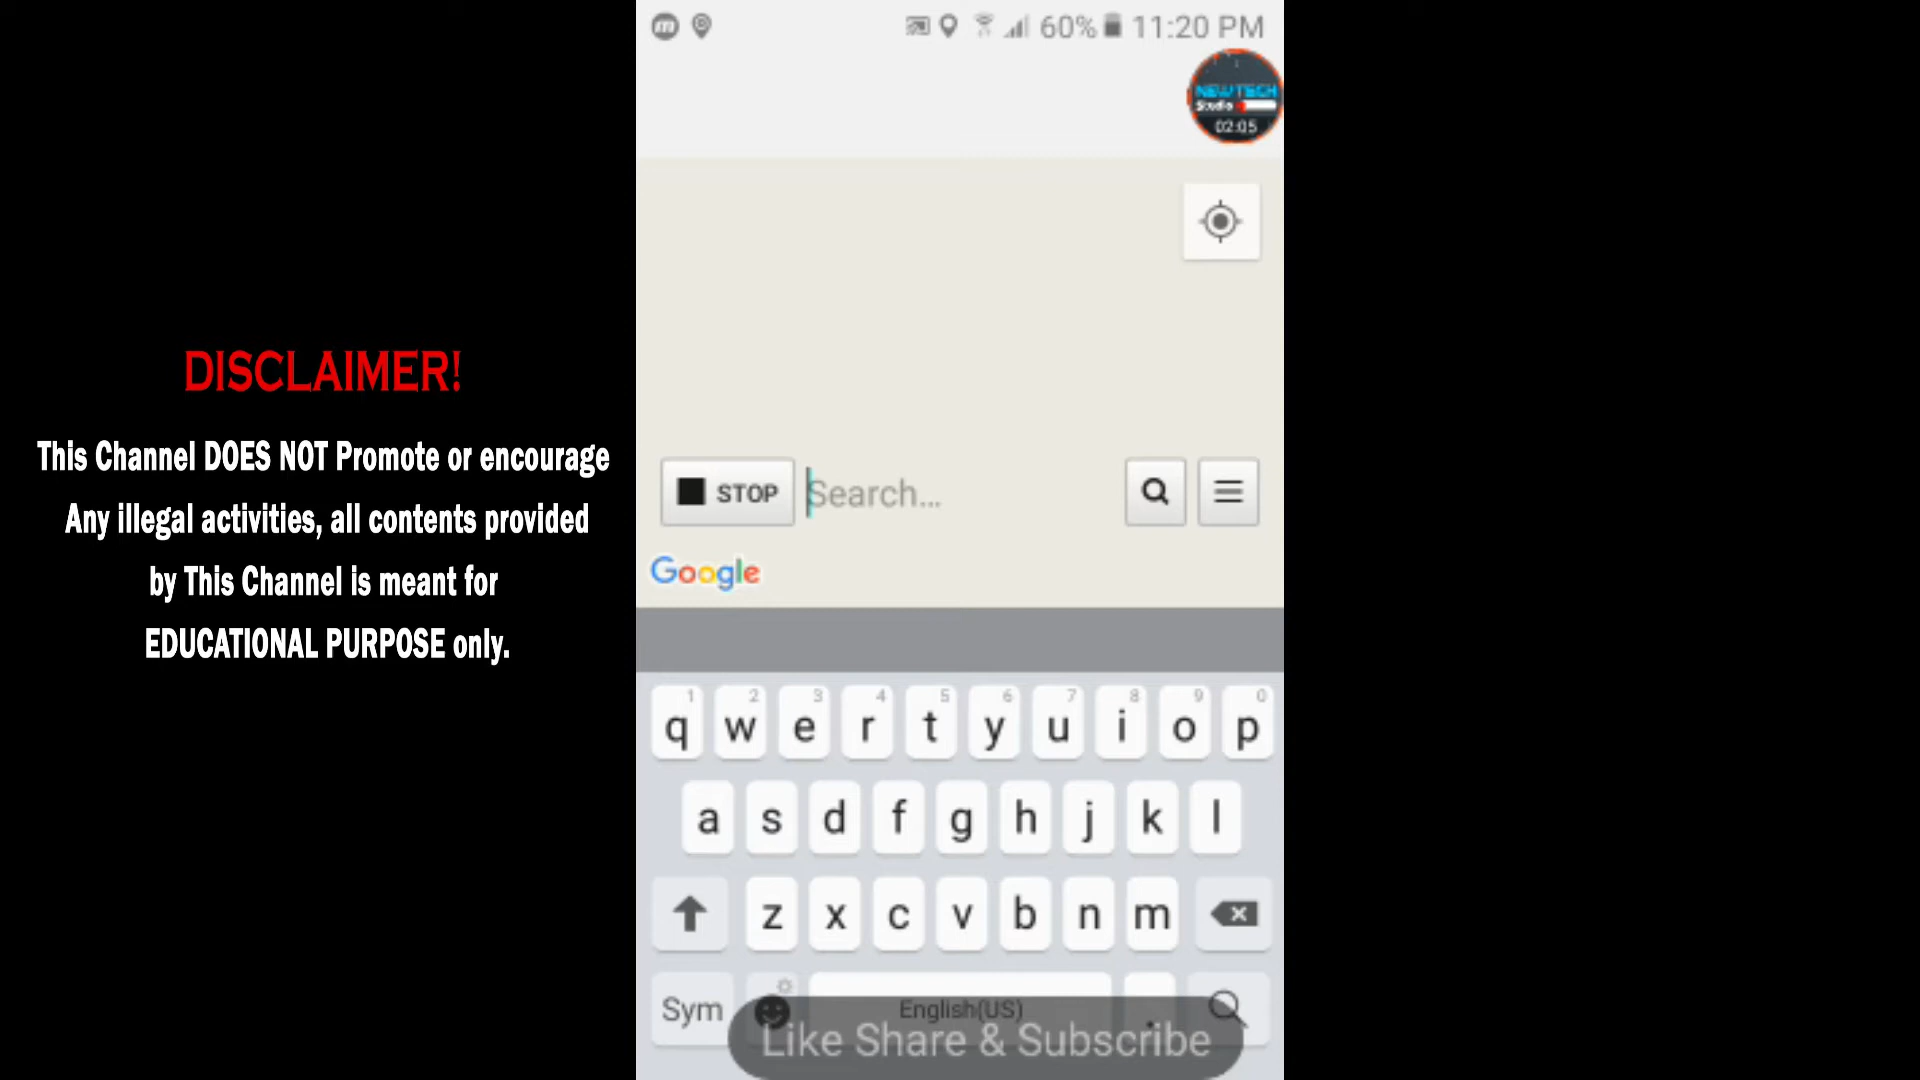 60% 11:20 PM
NEWTECH
Studio
02:05
DISCLAIMER!
This Channel DOES NOT Promote or encourage
Any illegal activities, all contents provided
by This Channel is meant for
EDUCATIONAL PURPOSE only.
STOP Search...
Google
1 2 3 4 5 6 7 8 9 0
q w e r t y u i o p
a s d f g h j k l
z x c v b n m
Sym English(US) .
Like Share & Subscribe